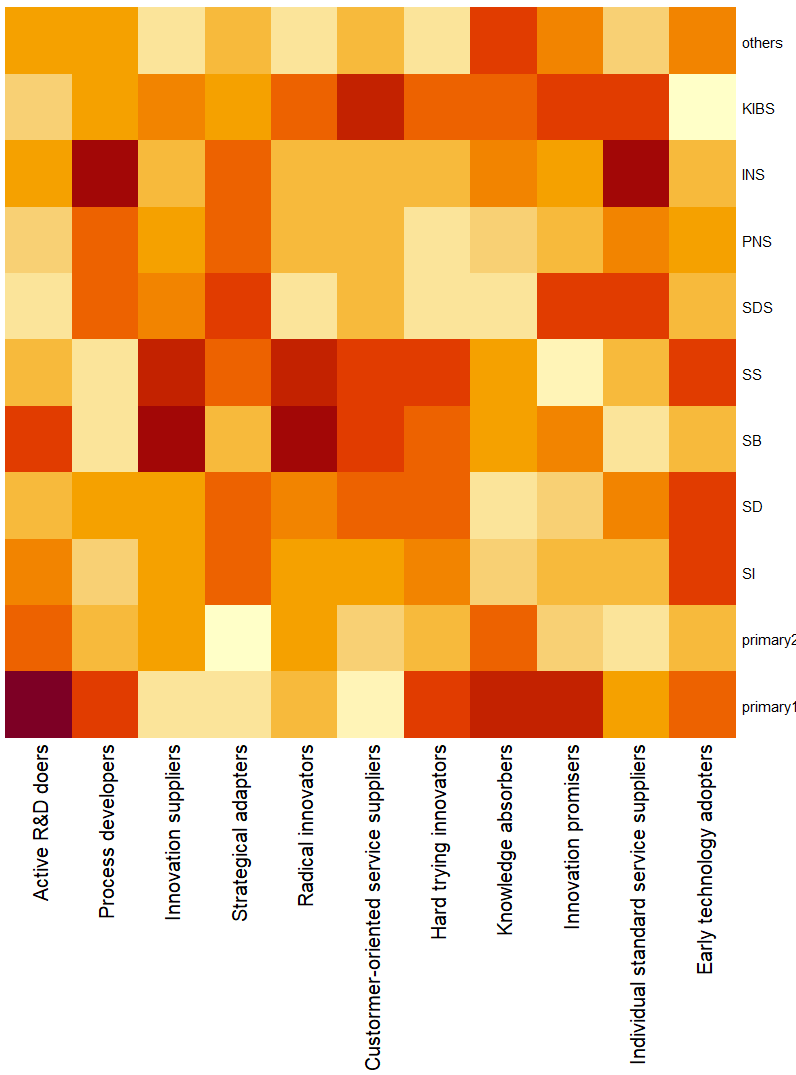 others
KIBS
INS
PNS
SDS
SS
SB
SD
SI
primary2
primary1
Active R&D doers
Process developers
Innovation suppliers
Strategical adapters
Radical innovators
Custormer-oriented service suppliers
Hard trying innovators
Knowledge absorbers
Innovation promisers
Individual standard service suppliers
Early technology adopters